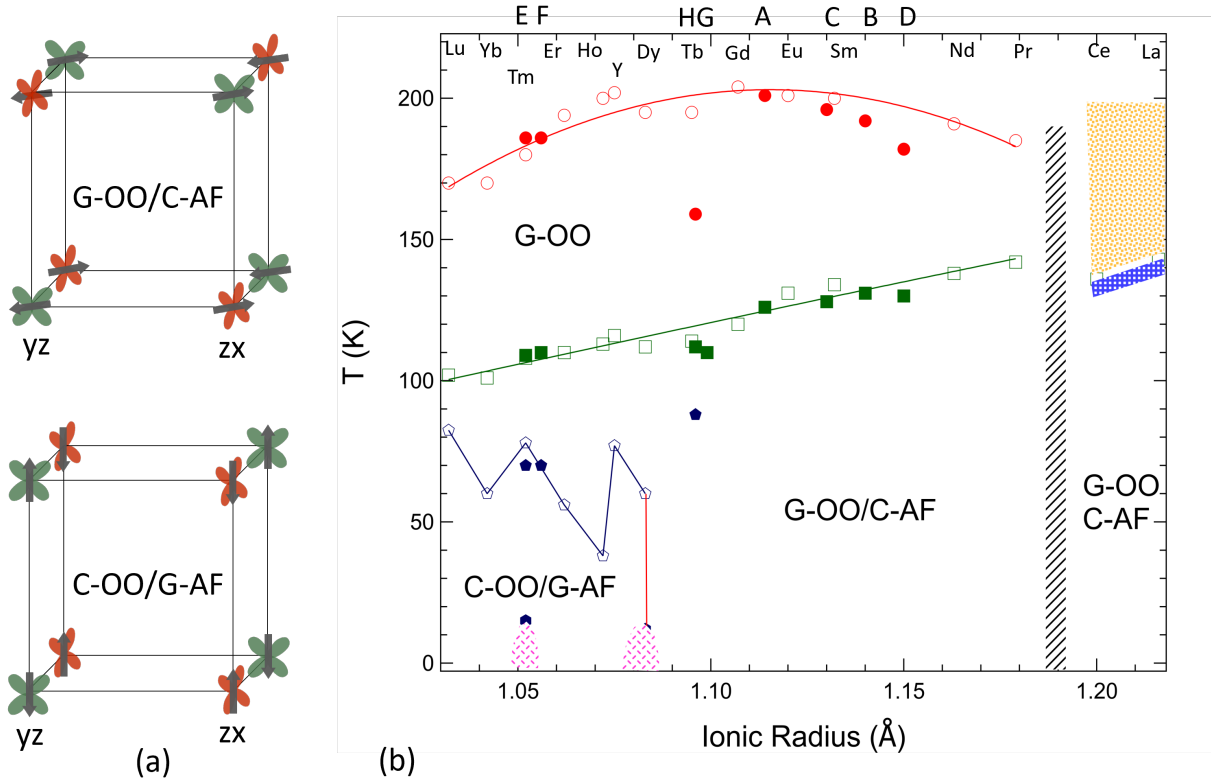 G-OO/C-AF
yz
zx
C-OO/G-AF
yz
zx
(a)
E F H G A C B D
Lu Yb Tm Er Ho Y Dy Tb Gd Eu Sm Nd Pr Ce La
200
150
100
50
0
T (K)
G-OO
G-OO/C-AF
C-OO/G-AF
G-OO
C-AF
1.05 1.10 1.15 1.20
Ionic Radius (Å)
(b)